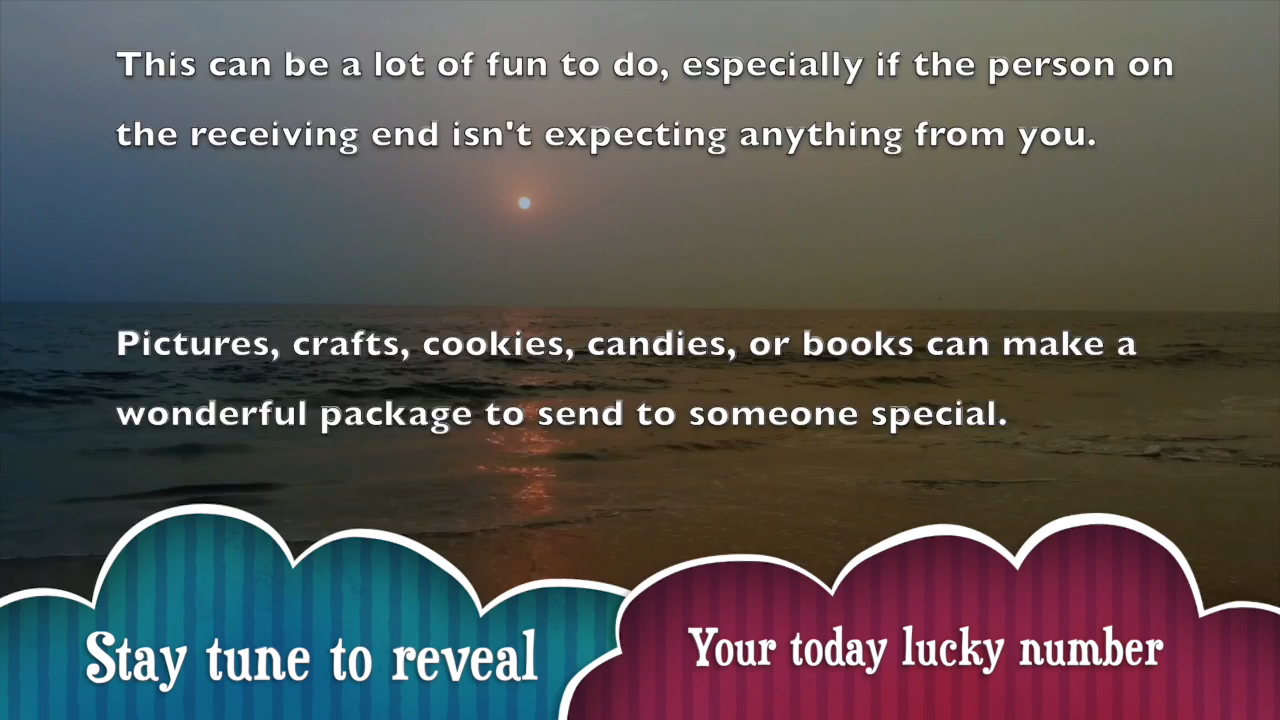 This can be a lot of fun to do, especially if the person on
the receiving end isn't expecting anything from you.
Pictures, crafts, cookies, candies, or books can make a
wonderful package to send to someone special.
Stay tune to reveal
Your today lucky number